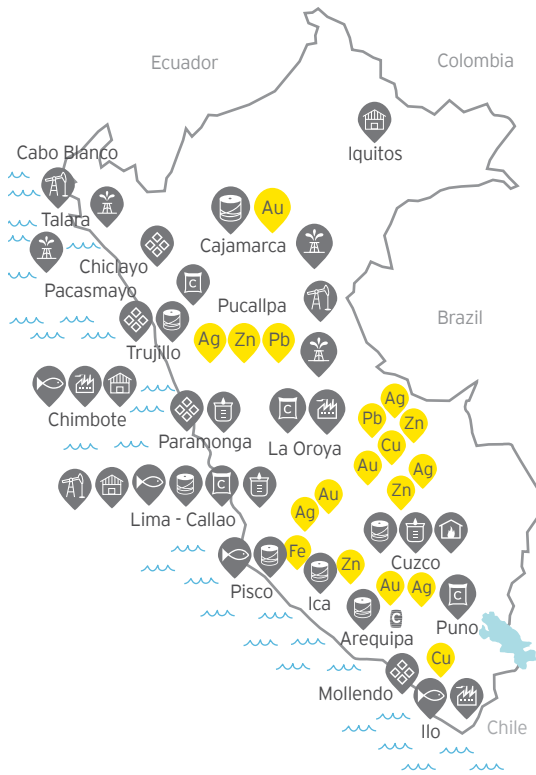 Ecuador
Colombia
Cabo Blanco
Iquitos
Talara
Au
Cajamarca
Chiclayo
Pacasmayo
C
Pucallpa
Brazil
Trujillo
Ag Zn Pb
Chimbote
Paramonga
C
La Oroya
Ag
Pb
Zn
Cu
Au
Ag
Zn
C
Lima - Callao
Au
Ag
Fe
Pisco
Ica
Zn
Cuzco
Au
Ag
C
C
Arequipa
Puno
Cu
Mollendo
Ilo
Chile